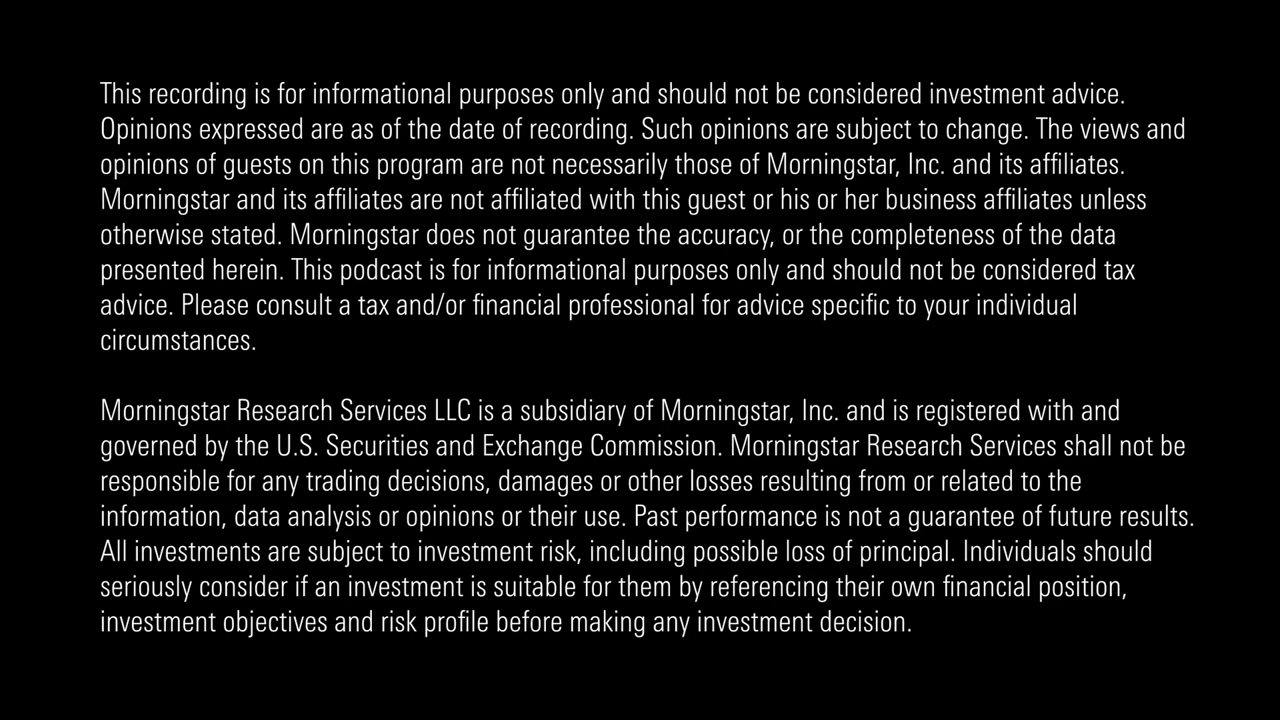 This recording is for informational purposes only and should not be considered investment advice.
Opinions expressed are as of the date of recording. Such opinions are subject to change. The views and
opinions of guests on this program are not necessarily those of Morningstar, Inc. and its affiliates.
Morningstar and its affiliates are not affiliated with this guest or his or her business affiliates unless
otherwise stated. Morningstar does not guarantee the accuracy, or the completeness of the data
presented herein. This podcast is for informational purposes only and should not be considered tax
advice. Please consult a tax and/or financial professional for advice specific to your individual
circumstances.
Morningstar Research Services LLC is a subsidiary of Morningstar, Inc. and is registered with and
governed by the U.S. Securities and Exchange Commission. Morningstar Research Services shall not be
responsible for any trading decisions, damages or other losses resulting from or related to the
information, data analysis or opinions or their use. Past performance is not a guarantee of future results.
All investments are subject to investment risk, including possible loss of principal. Individuals should
seriously consider if an investment is suitable for them by referencing their own financial position,
investment objectives and risk profile before making any investment decision.